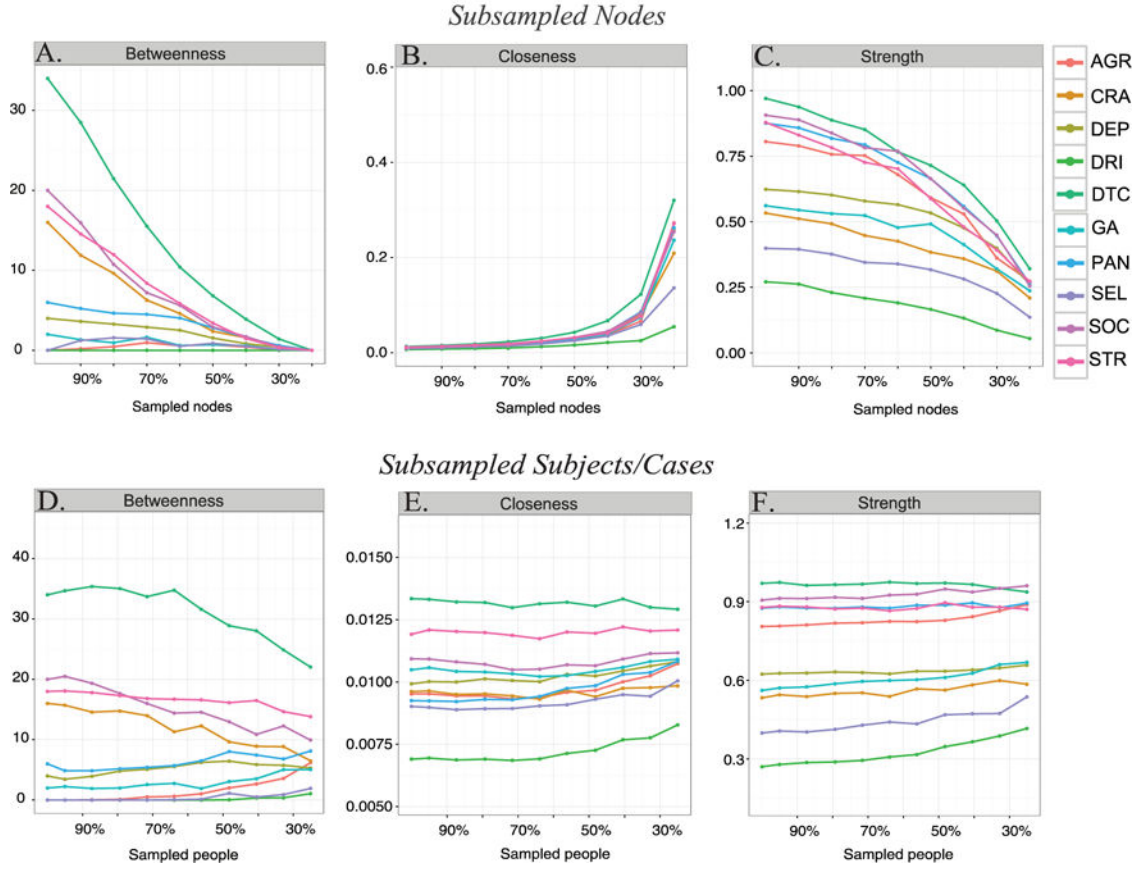 Subsampled Nodes
A. Betweenness
30
20
10
0
90% 70% 50% 30%
Sampled nodes
B. Closeness
0.6
0.4
0.2
0.0
90% 70% 50% 30%
Sampled nodes
C. Strength
1.00
0.75
0.50
0.25
0.00
90% 70% 50% 30%
Sampled nodes
AGR
CRA
DEP
DRI
DTC
GA
PAN
SEL
SOC
STR
Subsampled Subjects/Cases
D. Betweenness
40
30
20
10
0
90% 70% 50% 30%
Sampled people
E. Closeness
0.0150
0.0125
0.0100
0.0075
0.0050
90% 70% 50% 30%
Sampled people
F. Strength
1.2
0.9
0.6
0.3
90% 70% 50% 30%
Sampled people